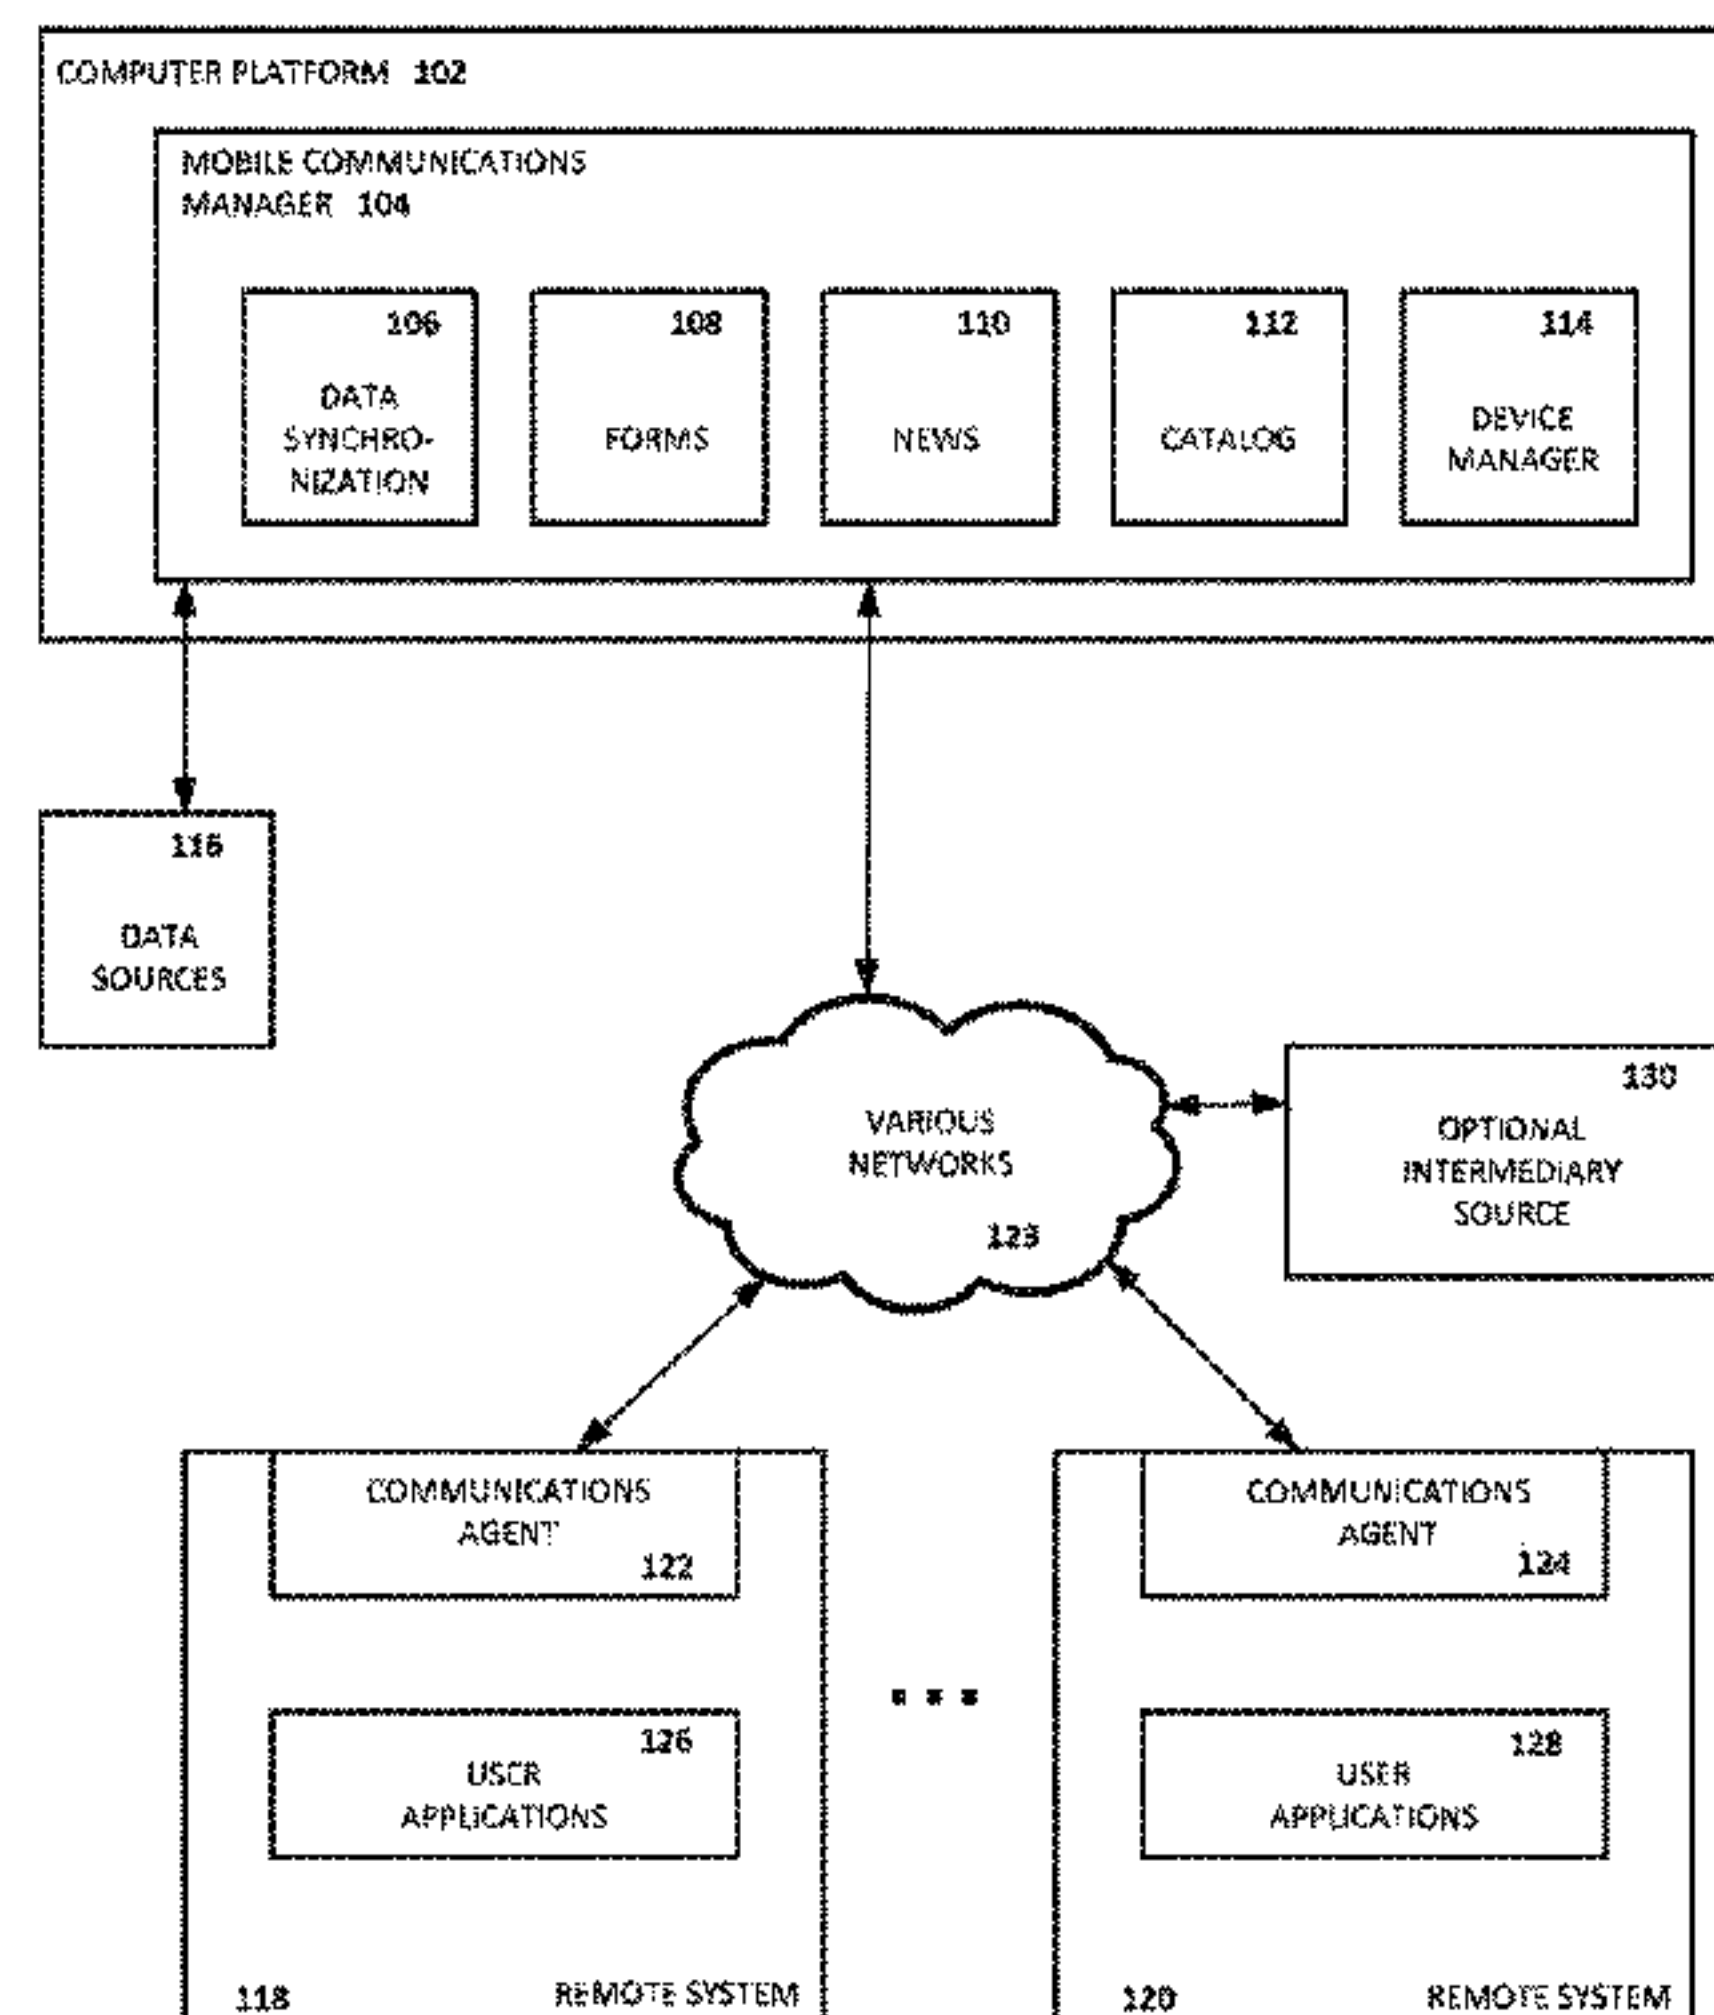 COMPUTER PLATFORM 102
MOBILE COMMUNICATIONS
MANAGER 104
106
DATA
SYNCHRO-
NIZATION
108
FORMS
110
NEWS
112
CATALOG
114
DEVICE
MANAGER
116
DATA
SOURCES
VARIOUS
NETWORKS
123
130
OPTIONAL
INTERMEDIARY
SOURCE
COMMUNICATIONS
AGENT
122
126
USER
APPLICATIONS
118 REMOTE SYSTEM
COMMUNICATIONS
AGENT
124
128
USER
APPLICATIONS
120 REMOTE SYSTEM